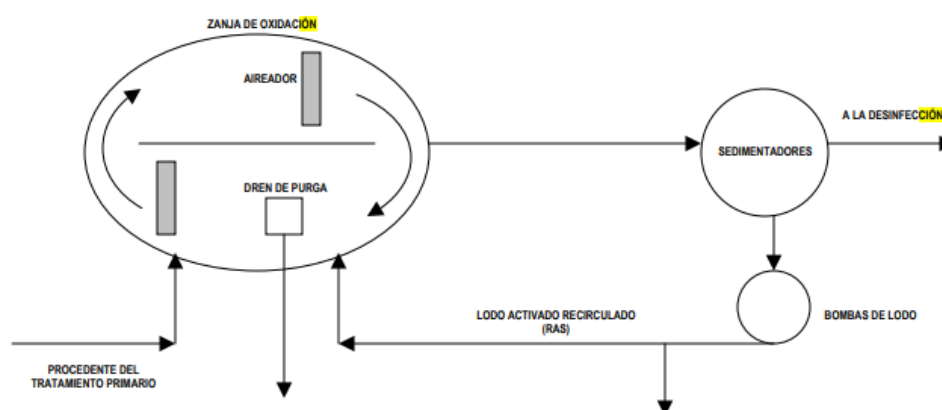 ZANJA DE OXIDACIÓN
AIREADOR
A LA DESINFECCIÓN
SEDIMENTADORES
DREN DE PURGA
LODO ACTIVADO RECIRCULADO
(RAS)
BOMBAS DE LODO
PROCEDENTE DEL
TRATAMIENTO PRIMARIO